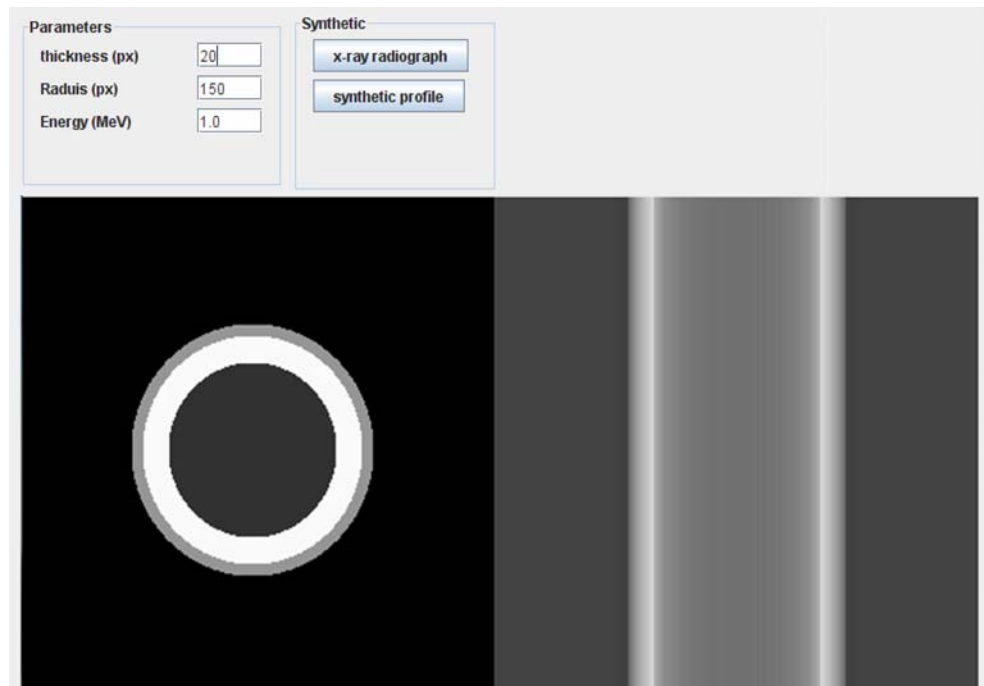 Parameters
thickness (px) 20
Raduis (px) 150
Energy (MeV) 1.0
Synthetic
x-ray radiograph
synthetic profile